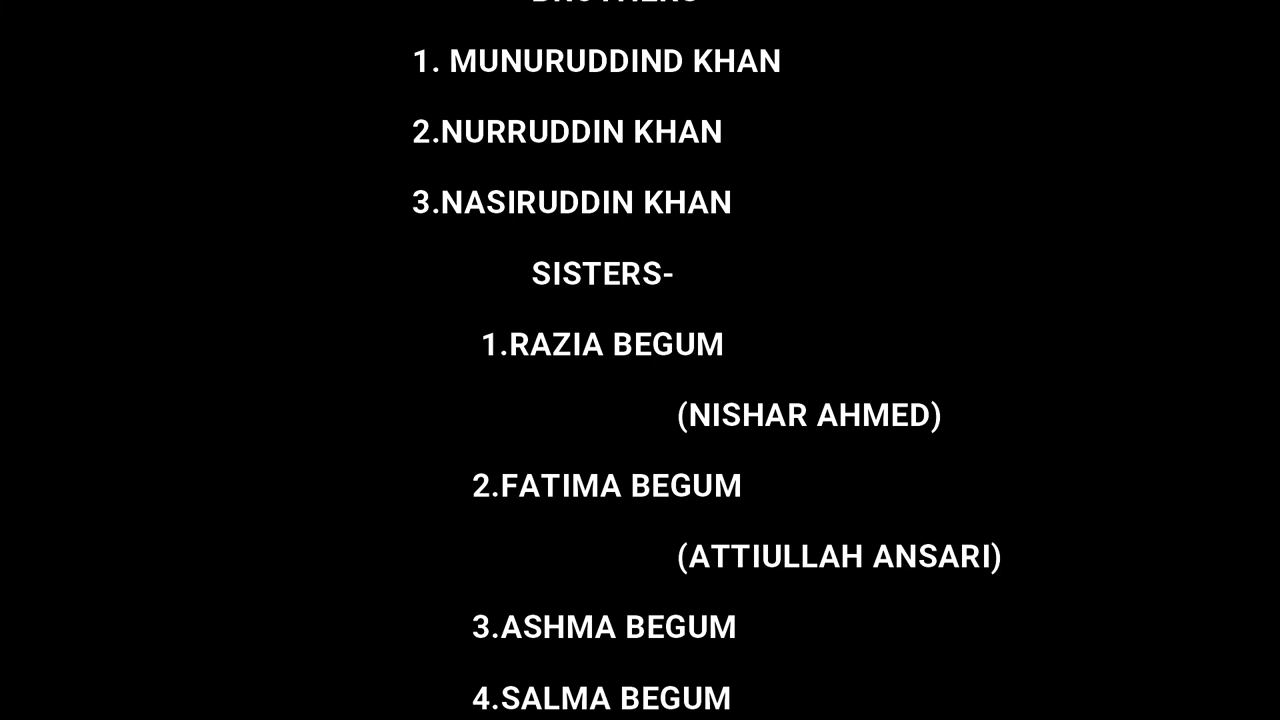 BROTHERS
1. MUNURUDDIND KHAN
2.NURRUDDIN KHAN
3.NASIRUDDIN KHAN
SISTERS-
1.RAZIA BEGUM
(NISHAR AHMED)
2.FATIMA BEGUM
(ATTIULLAH ANSARI)
3.ASHMA BEGUM
4.SALMA BEGUM